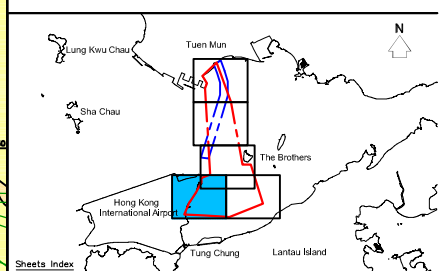 Tuen Mun
N
Lung Kwu Chau
Sha Chau
The Brothers
Hong Kong
International Airport
Tung Chung
Lantau Island
Sheets Index